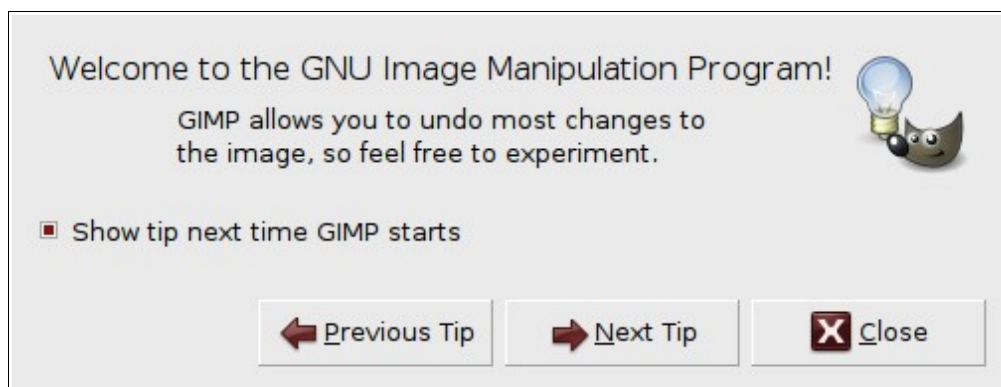 Welcome to the GNU Image Manipulation Program!
GIMP allows you to undo most changes to
the image, so feel free to experiment.
Show tip next time GIMP starts
Previous Tip
Next Tip
Close